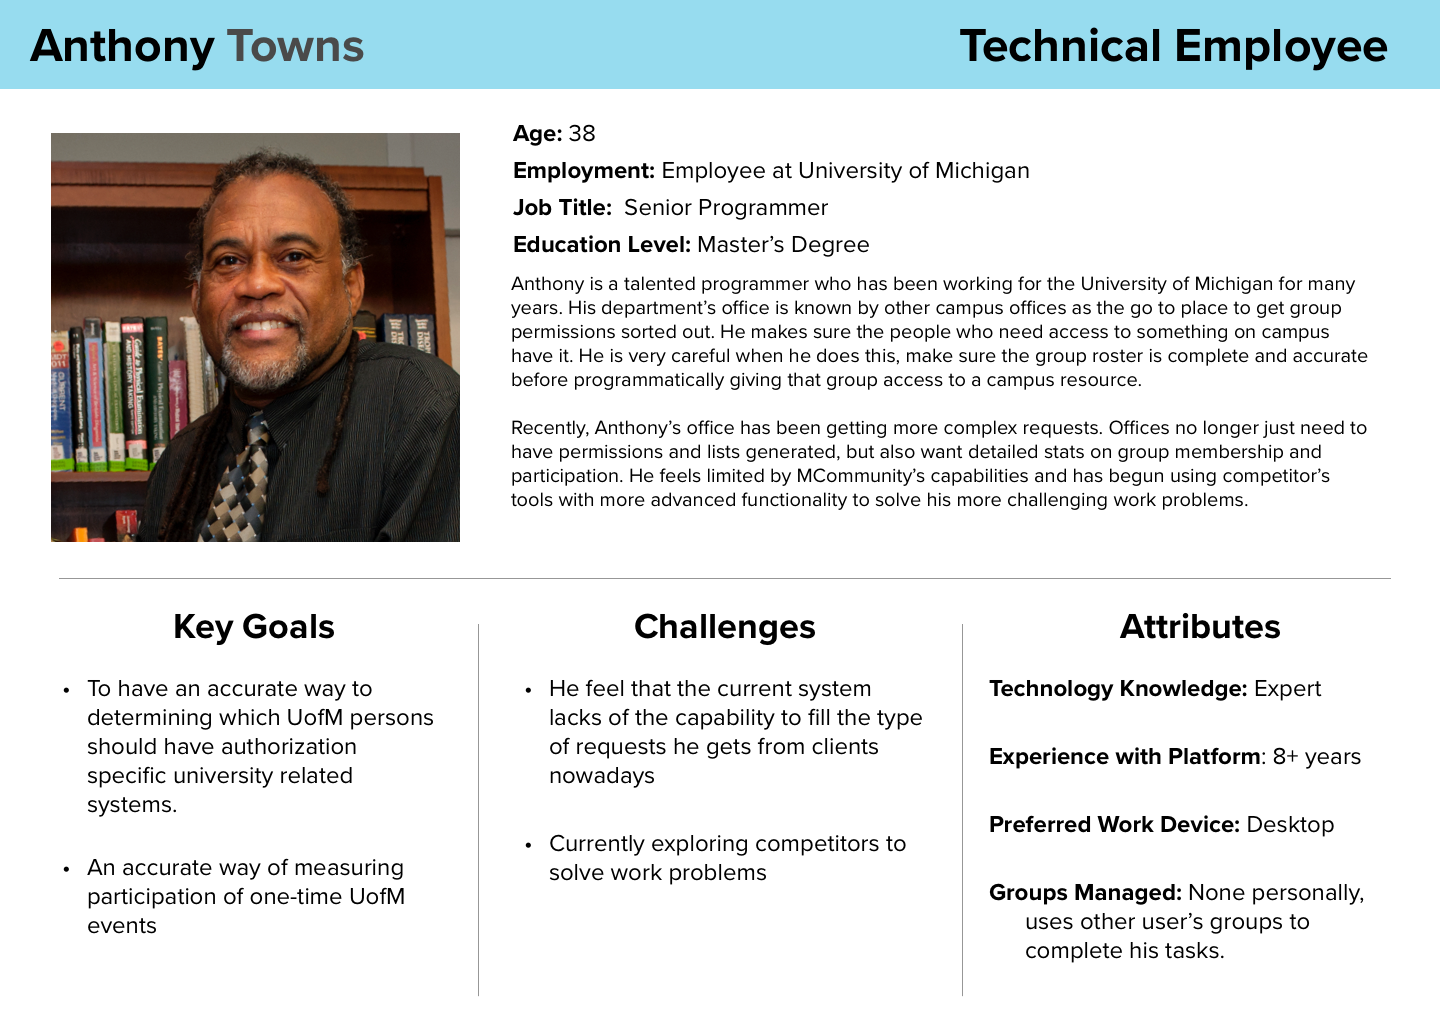 Anthony Towns
Technical Employee
Age: 38
Employment: Employee at University of Michigan
Job Title:  Senior Programmer
Education Level: Master’s Degree
Anthony is a talented programmer who has been working for the University of Michigan for many
years. His department’s office is known by other campus offices as the go to place to get group
permissions sorted out. He makes sure the people who need access to something on campus
have it. He is very careful when he does this, make sure the group roster is complete and accurate
before programmatically giving that group access to a campus resource.
Recently, Anthony’s office has been getting more complex requests. Offices no longer just need to
have permissions and lists generated, but also want detailed stats on group membership and
participation. He feels limited by MCommunity’s capabilities and has begun using competitor’s
tools with more advanced functionality to solve his more challenging work problems.
Key Goals
• To have an accurate way to
determining which UofM persons
should have authorization
specific university related
systems.
• An accurate way of measuring
participation of one-time UofM
events
Challenges
• He feel that the current system
lacks of the capability to fill the type
of requests he gets from clients
nowadays
• Currently exploring competitors to
solve work problems
Attributes
Technology Knowledge: Expert
Experience with Platform: 8+ years
Preferred Work Device: Desktop
Groups Managed: None personally,
uses other user’s groups to
complete his tasks.